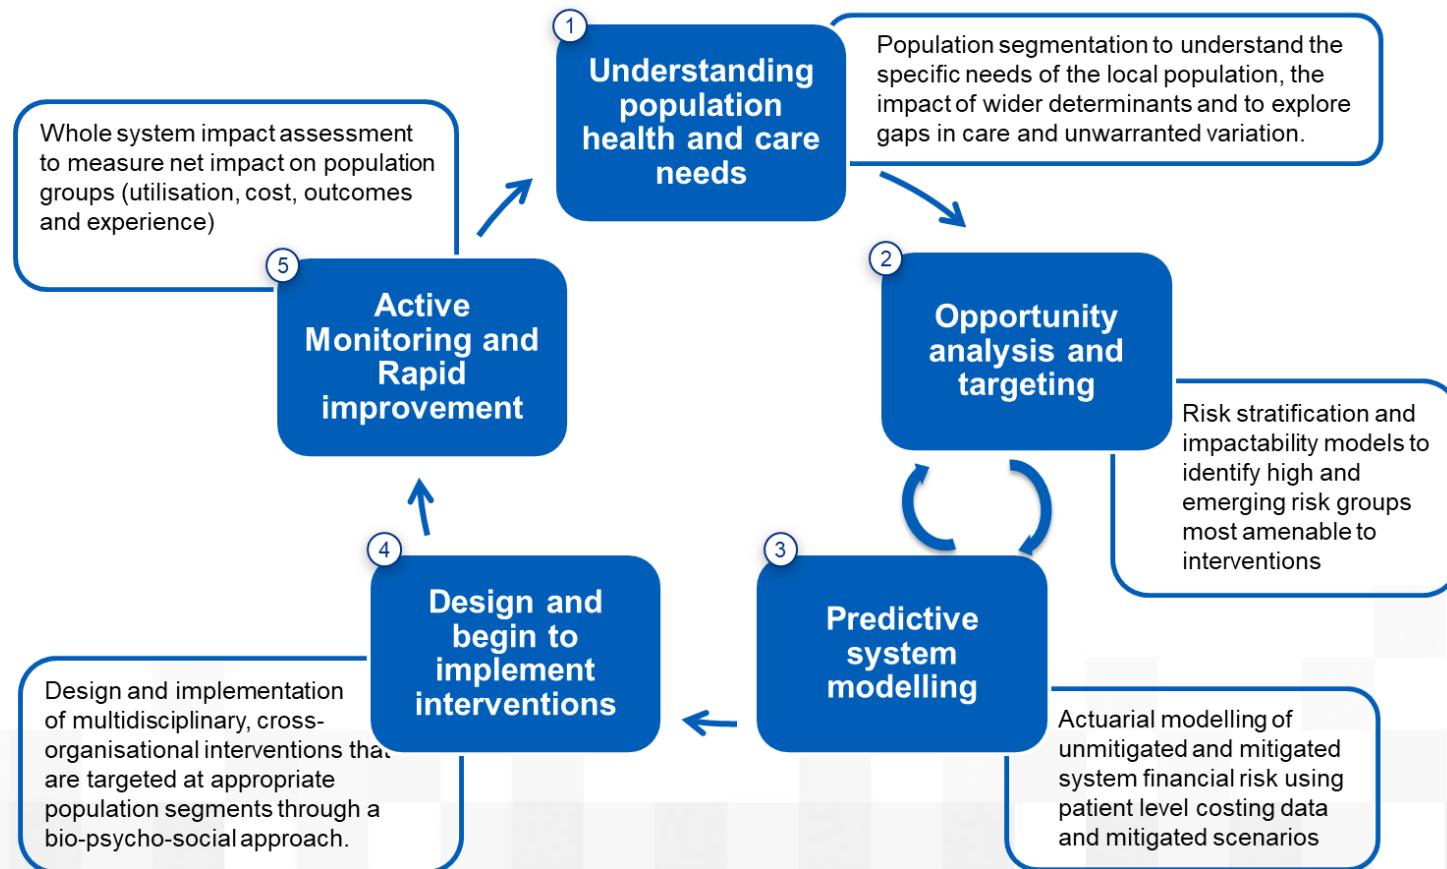 1
Understanding
population
health and care
needs
Population segmentation to understand the
specific needs of the local population, the
impact of wider determinants and to explore
gaps in care and unwarranted variation.
2
Opportunity
analysis and
targeting
Risk stratification and
impactability models to
identify high and
emerging risk groups
most amenable to
interventions
3
Predictive
system
modelling
Actuarial modelling of
unmitigated and mitigated
system financial risk using
patient level costing data
and mitigated scenarios
4
Design and
begin to
implement
interventions
Design and implementation
of multidisciplinary, cross-
organisational interventions that
are targeted at appropriate
population segments through a
bio-psycho-social approach.
5
Active
Monitoring and
Rapid
improvement
Whole system impact assessment
to measure net impact on population
groups (utilisation, cost, outcomes
and experience)